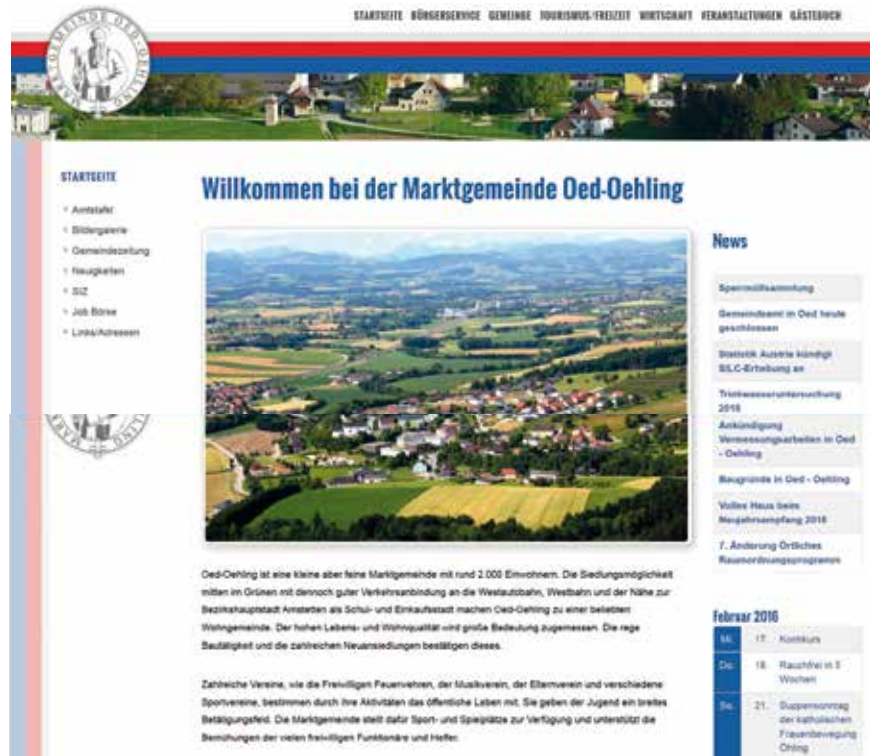 STARTSEITE BÜRGERSERVICE GEMEINDE TOURISMUS/FREIZEIT WIRTSCHAFT VERANSTALTUNGEN GÄSTEBUCH
MARKTGEMEINDE OED-OEHLING
STARTSEITE
Amtstafel
Bildergalerie
Gemeindezeitung
Neuigkeiten
SIZ
Job Börse
Links/Adressen
Willkommen bei der Marktgemeinde Oed-Oehling
Oed-Oehling ist eine kleine aber feine Marktgemeinde mit rund 2.000 Einwohnern. Die Siedlungsmöglichkeit
mitten im Grünen mit dennoch guter Verkehrsanbindung an die Westautobahn, Westbahn und der Nähe zur
Bezirkshauptstadt Amstetten als Schul- und Einkaufsstadt machen Oed-Oehling zu einer beliebten
Wohngemeinde. Der hohen Lebens- und Wohnqualität wird große Bedeutung zugemessen. Die rege
Bautätigkeit und die zahlreichen Neuansiedlungen bestätigen dieses.
Zahlreiche Vereine, wie die Freiwilligen Feuerwehren, der Musikverein, der Elternverein und verschiedene
Sportvereine, bestimmen durch ihre Aktivitäten das öffentliche Leben mit. Sie geben der Jugend ein breites
Betätigungsfeld. Die Marktgemeinde stellt dafür Sport- und Spielplätze zur Verfügung und unterstützt die
Bemühungen der vielen freiwilligen Funktionäre und Helfer.
News
Sperrmüllsammlung
Gemeindeamt in Oed heute
geschlossen
Statistik Austria kündigt
SILC-Erhebung an
Trinkwasseruntersuchung
2016
Ankündigung
Vermessungsarbeiten in Oed
- Oehling
Baugründe in Oed - Oehling
Volles Haus beim
Neujahrsempfang 2016
7. Änderung Örtliches
Raumordnungsprogramm
Februar 2016
Mi. 17. Kochkurs
Do. 18. Rauchfrei in 5
Wochen
So. 21. Suppensonntag
der katholischen
Frauenbewegung
Öhling